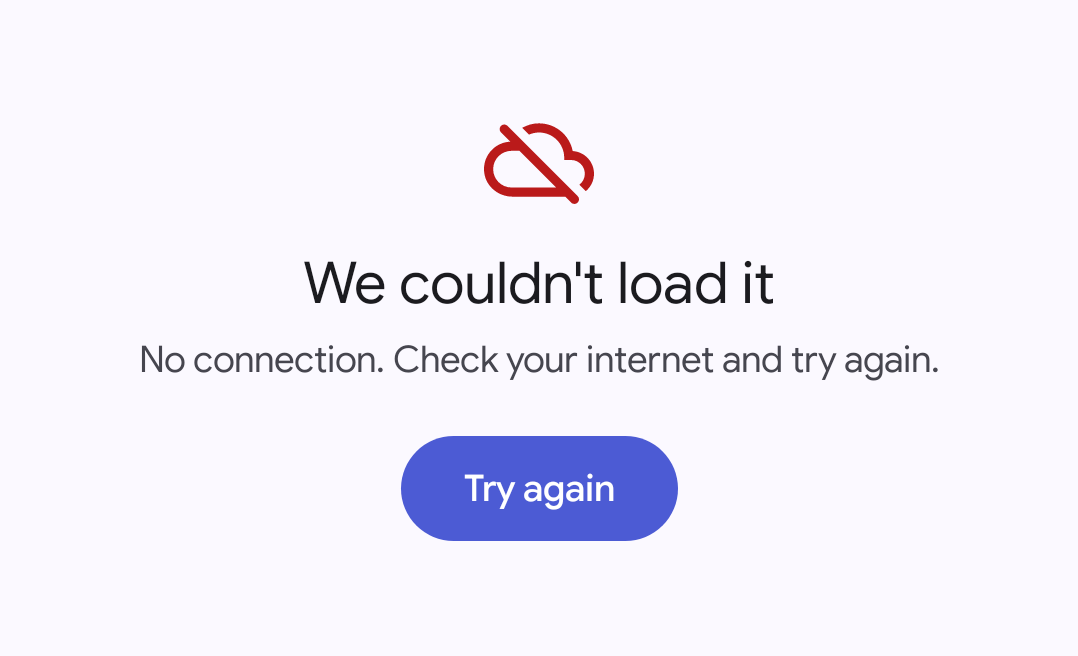 We couldn't load it
No connection. Check your internet and try again.
Try again